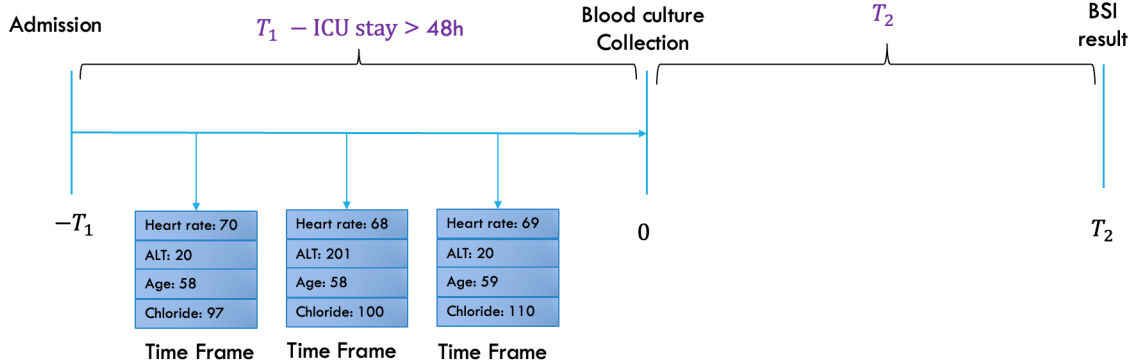 Admission
T₁ – ICU stay > 48h
Blood culture
Collection
T₂
BSI
result
−T₁
0
T₂
Heart rate: 70
ALT: 20
Age: 58
Chloride: 97
Time Frame
Heart rate: 68
ALT: 201
Age: 58
Chloride: 100
Time Frame
Heart rate: 69
ALT: 20
Age: 59
Chloride: 110
Time Frame